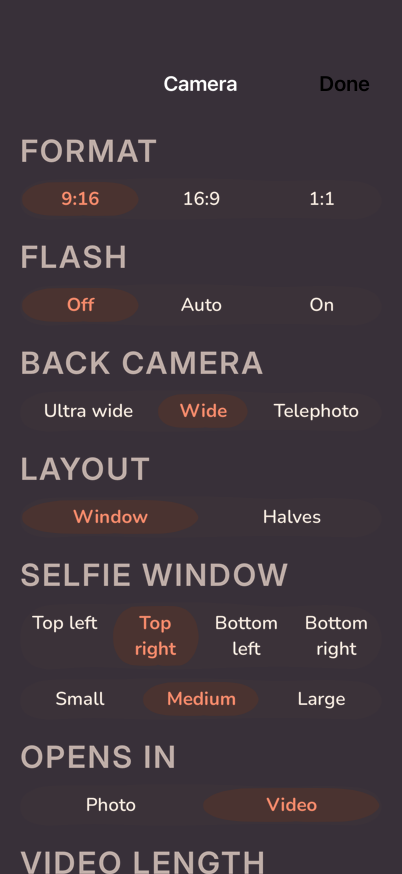 Camera Done
FORMAT
9:16 16:9 1:1
FLASH
Off Auto On
BACK CAMERA
Ultra wide Wide Telephoto
LAYOUT
Window Halves
SELFIE WINDOW
Top left Top right Bottom left Bottom right
Small Medium Large
OPENS IN
Photo Video
VIDEO LENGTH